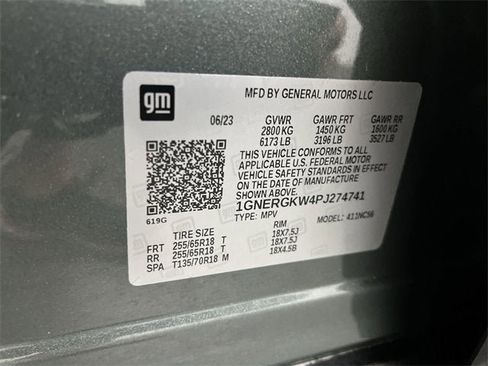 gm
MFD BY GENERAL MOTORS LLC
06/23 GVWR GAWR FRT GAWR RR
2800 KG 1450 KG 1600 KG
6173 LB 3196 LB 3527 LB
THIS VEHICLE CONFORMS TO ALL
APPLICABLE U.S. FEDERAL MOTOR
VEHICLE SAFETY AND THEFT
PREVENTION STANDARDS IN
EFFECT ON THE DATE OF MANUFACTURE
SHOWN ABOVE.
1GNERGKW4PJ274741
619G TYPE: MPV MODEL: 411NC56
TIRE SIZE RIM
FRT 255/65R18 T 18X7.5J
RR 255/65R18 T 18X7.5J
SPA T135/70R18 M 18X4.5B